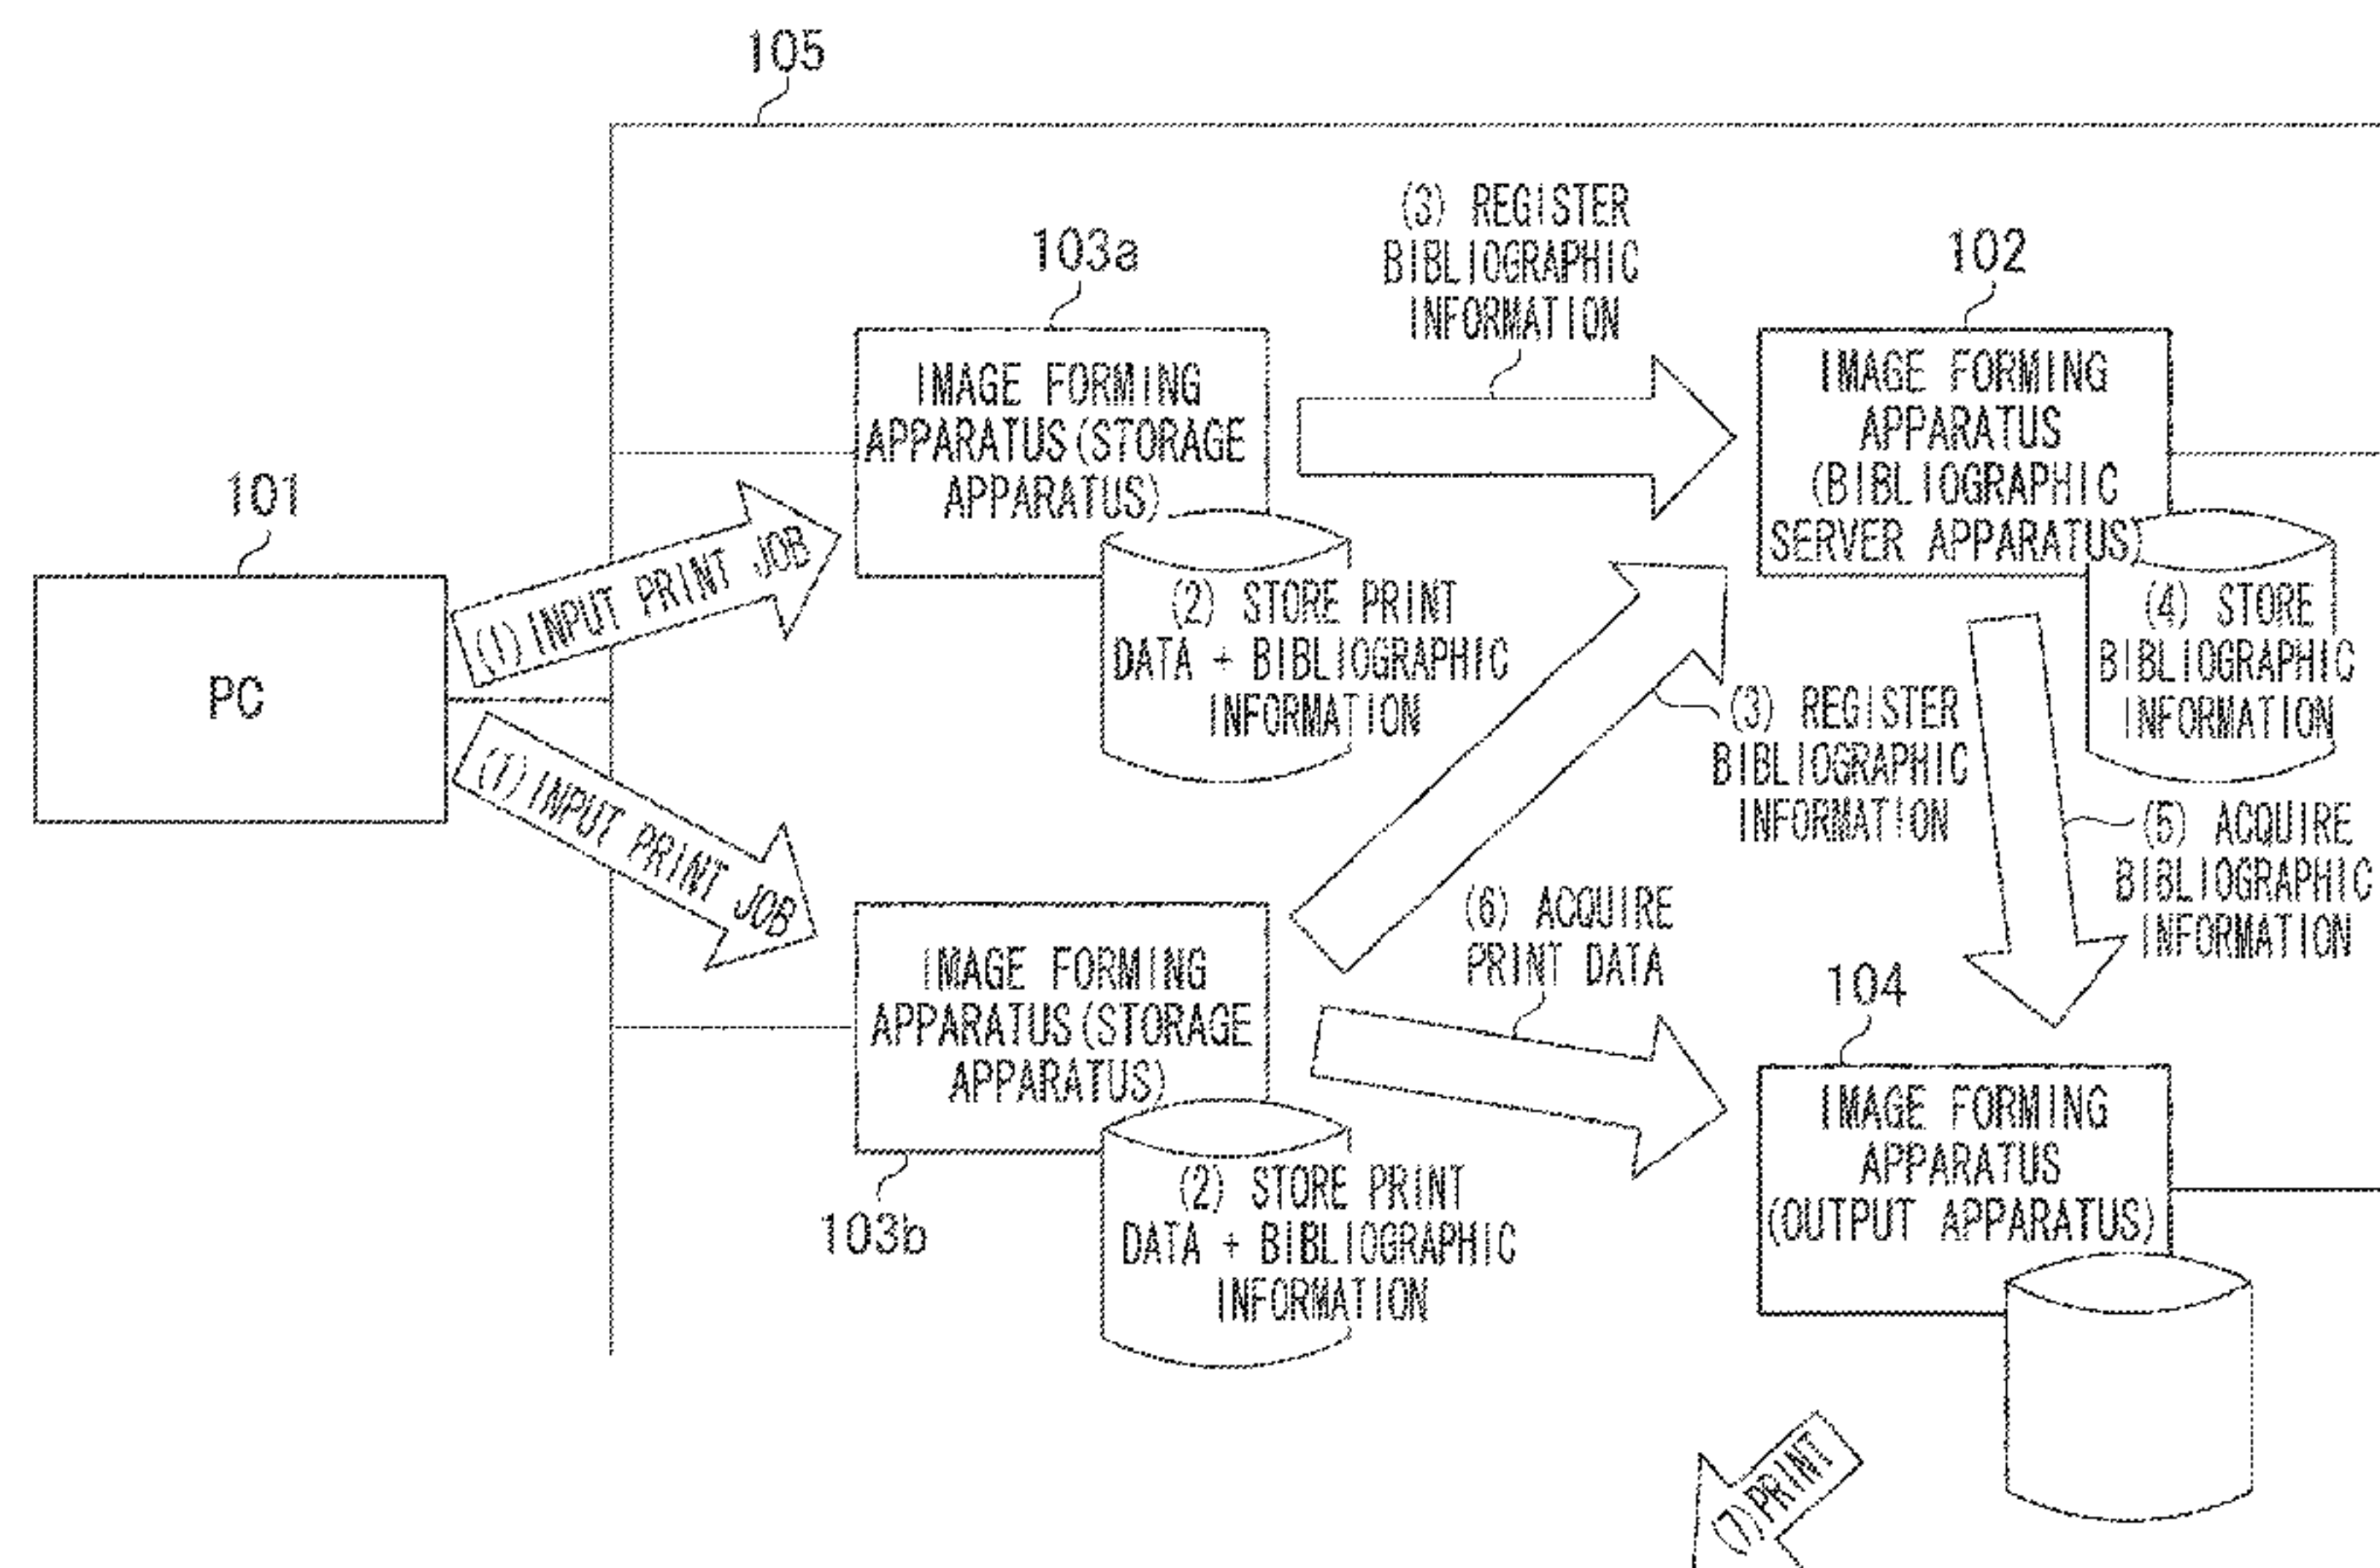 105
(3) REGISTER
BIBLIOGRAPHIC
INFORMATION
103a
102
IMAGE FORMING
APPARATUS(STORAGE
APPARATUS)
IMAGE FORMING
APPARATUS
(BIBLIOGRAPHIC
SERVER APPARATUS)
101
(1) INPUT PRINT JOB
PC
(2) STORE PRINT
DATA + BIBLIOGRAPHIC
INFORMATION
(4) STORE
BIBLIOGRAPHIC
INFORMATION
(3) REGISTER
BIBLIOGRAPHIC
INFORMATION
(1) INPUT PRINT JOB
(5) ACQUIRE
BIBLIOGRAPHIC
INFORMATION
(6) ACQUIRE
PRINT DATA
IMAGE FORMING
APPARATUS(STORAGE
APPARATUS)
104
IMAGE FORMING
APPARATUS
(OUTPUT APPARATUS)
103b
(2) STORE PRINT
DATA + BIBLIOGRAPHIC
INFORMATION
(7) PRINT